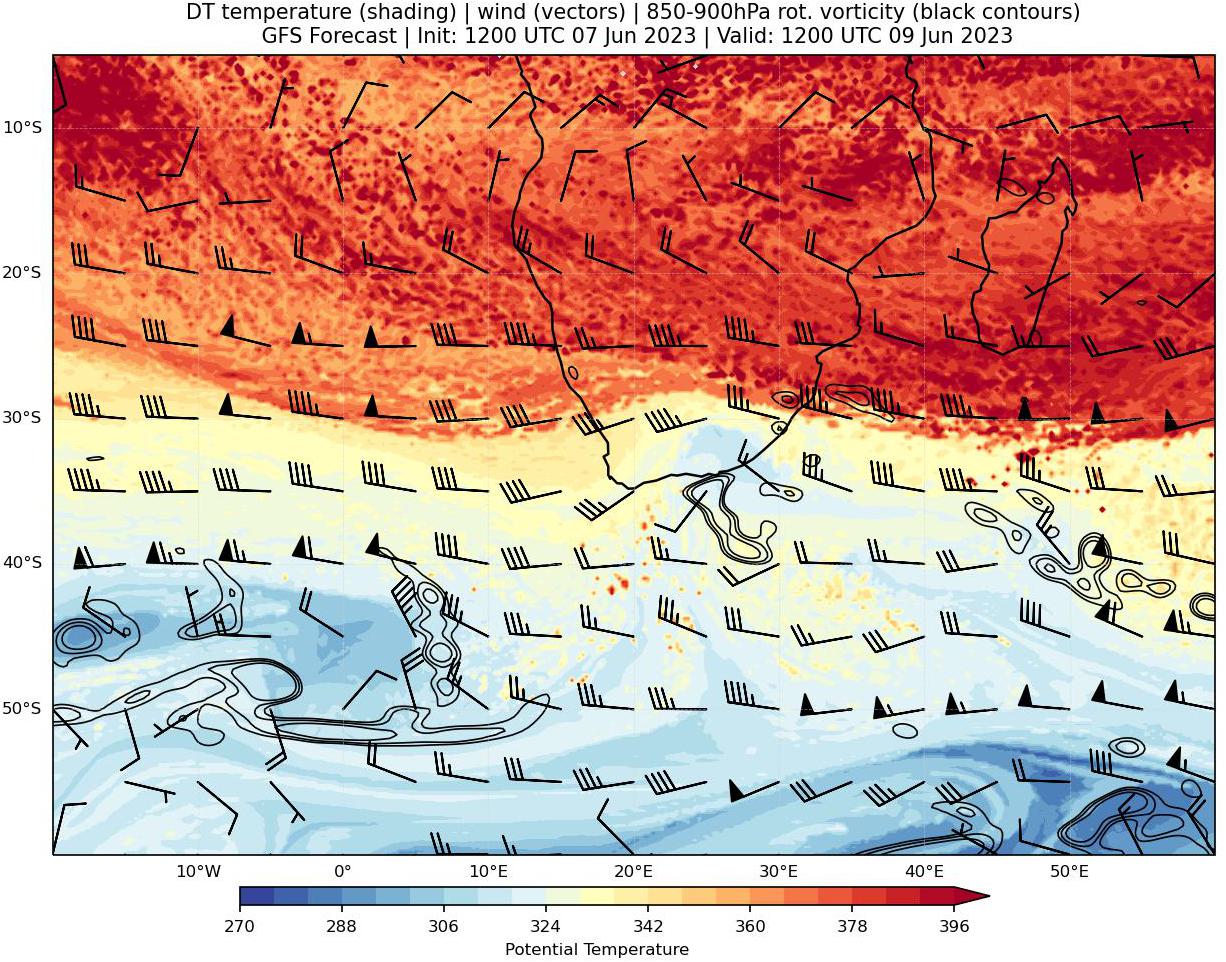 DT temperature (shading) | wind (vectors) | 850-900hPa rot. vorticity (black contours)
GFS Forecast | Init: 1200 UTC 07 Jun 2023 | Valid: 1200 UTC 09 Jun 2023
10°S
20°S
30°S
40°S
50°S
10°W 0° 10°E 20°E 30°E 40°E 50°E
270 288 306 324 342 360 378 396
Potential Temperature